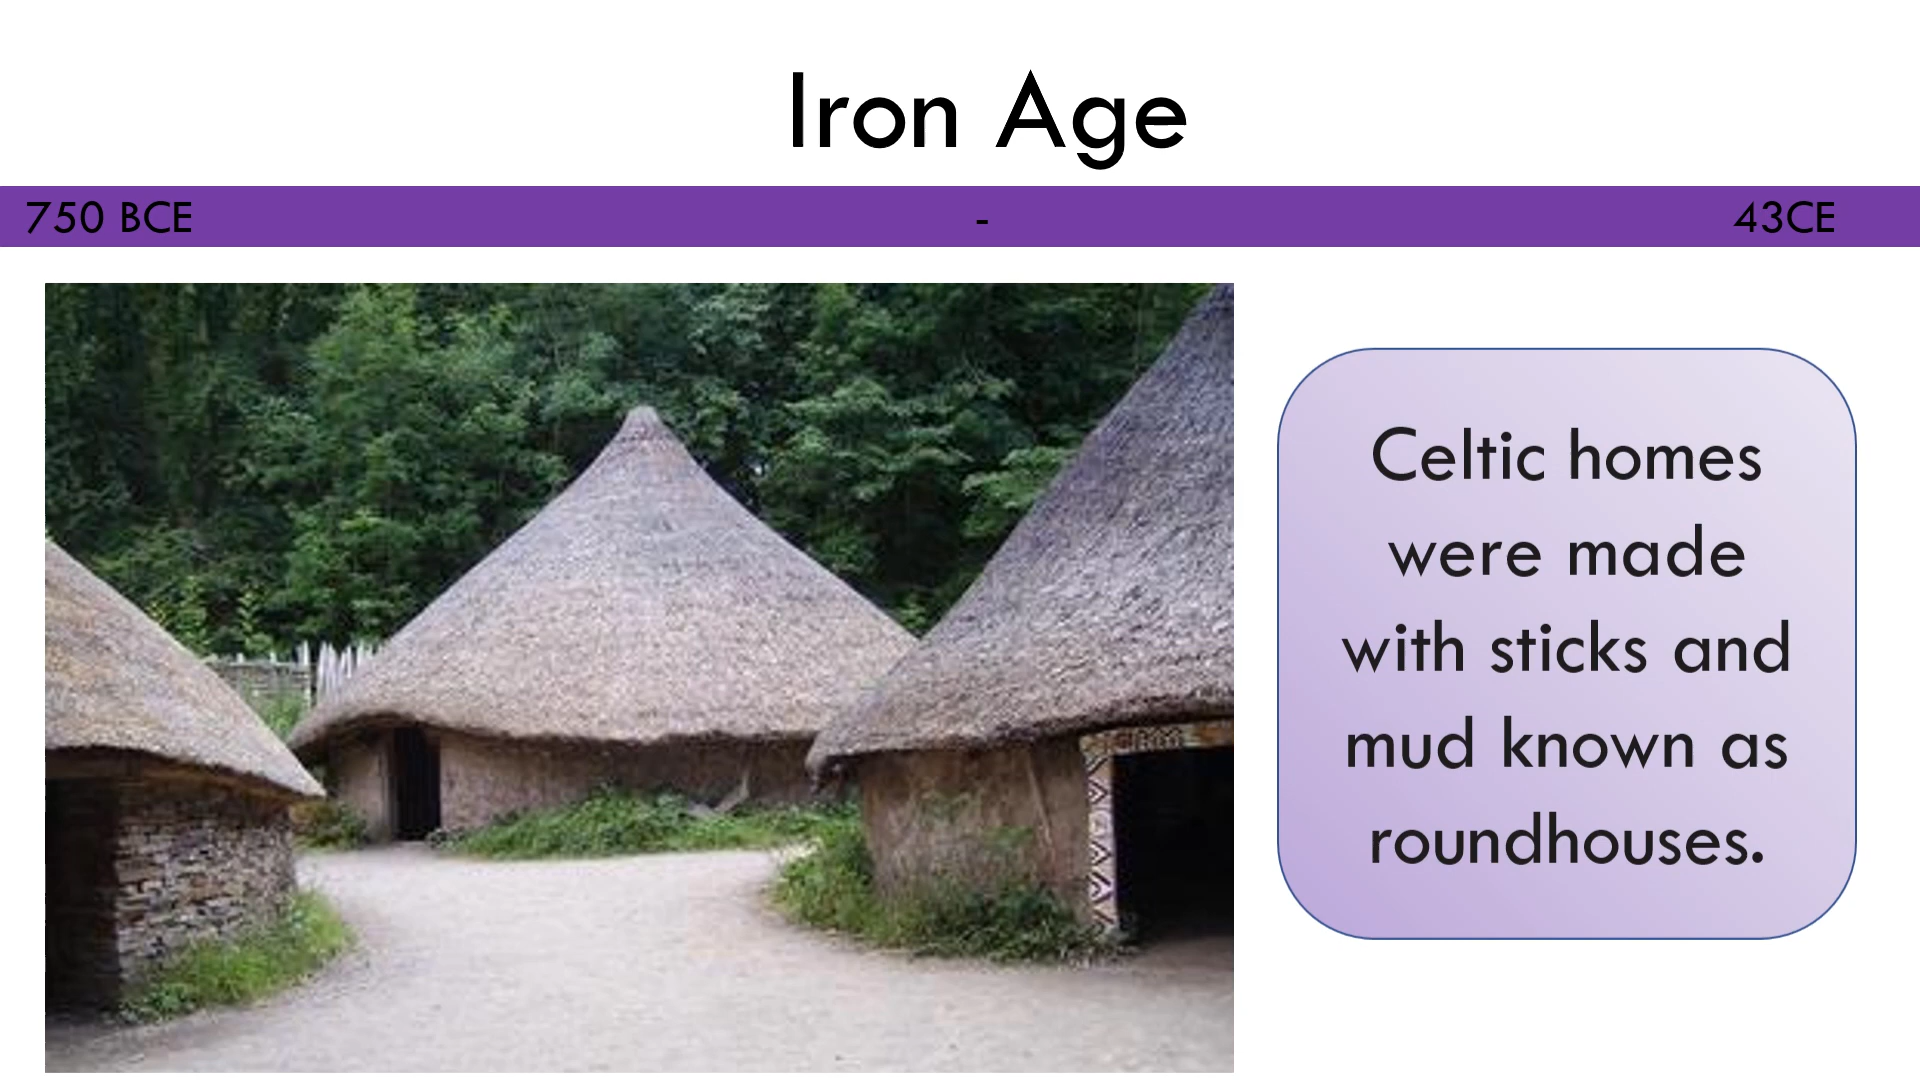 Iron Age
750 BCE - 43CE
Celtic homes
were made
with sticks and
mud known as
roundhouses.